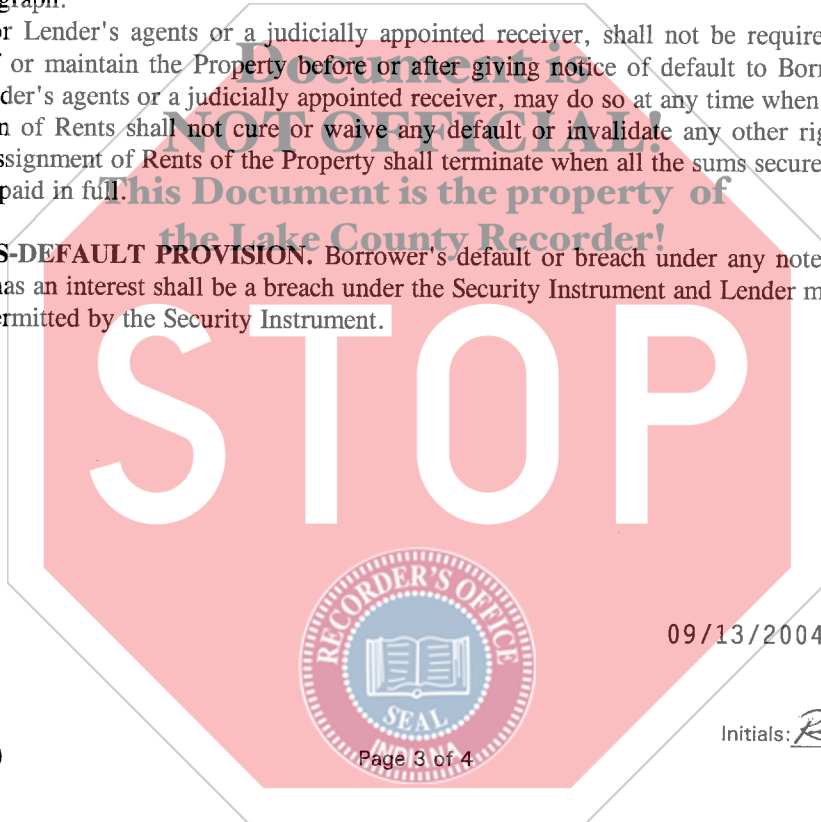 graph.
r Lender's agents or a judicially appointed receiver, shall not be require
f or maintain the Property before or after giving notice of default to Borr
der's agents or a judicially appointed receiver, may do so at any time when
n of Rents shall not cure or waive any default or invalidate any other rig
ssignment of Rents of the Property shall terminate when all the sums secure
paid in full.
Document is
NOT OFFICIAL!
This Document is the property of
the Lake County Recorder!
S-DEFAULT PROVISION. Borrower's default or breach under any note
has an interest shall be a breach under the Security Instrument and Lender m
ermitted by the Security Instrument.
STOP
RECORDER'S OFFICE
SEAL
INDIANA
09/13/2004
Initials:
Page 3 of 4